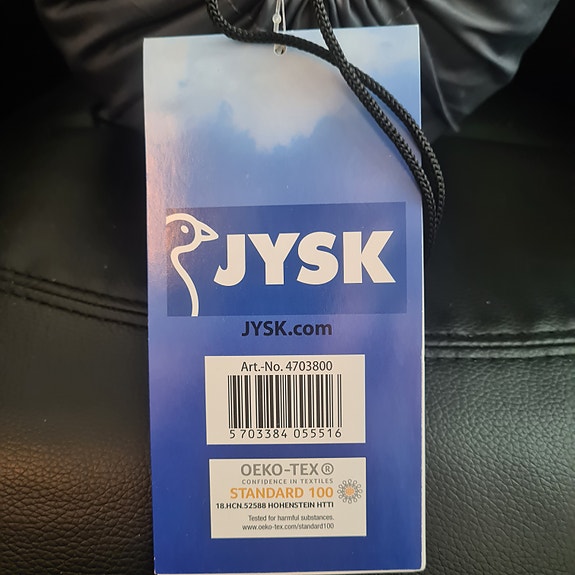 JYSK
JYSK.com
Art.-No. 4703800
5 703384 055516
OEKO-TEX®
CONFIDENCE IN TEXTILES
STANDARD 100
18.HCN.52588 HOHENSTEIN HTTI
Tested for harmful substances.
www.oeko-tex.com/standard100